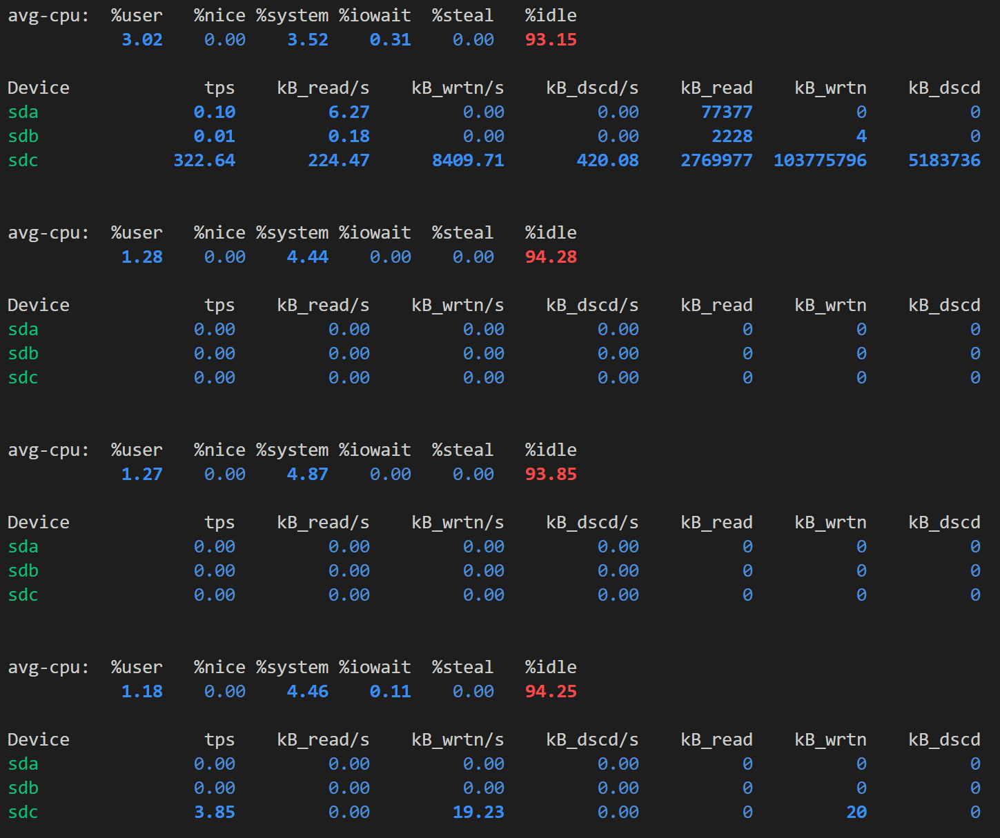 avg-cpu:  %user   %nice %system %iowait  %steal   %idle
           3.02    0.00    3.52    0.31    0.00   93.15
Device             tps    kB_read/s    kB_wrtn/s    kB_dscd/s    kB_read    kB_wrtn    kB_dscd
sda               0.10         6.27         0.00         0.00      77377          0          0
sdb               0.01         0.18         0.00         0.00       2228          4          0
sdc             322.64       224.47      8409.71       420.08    2769977  103775796    5183736
avg-cpu:  %user   %nice %system %iowait  %steal   %idle
           1.28    0.00    4.44    0.00    0.00   94.28
Device             tps    kB_read/s    kB_wrtn/s    kB_dscd/s    kB_read    kB_wrtn    kB_dscd
sda               0.00         0.00         0.00         0.00          0          0          0
sdb               0.00         0.00         0.00         0.00          0          0          0
sdc               0.00         0.00         0.00         0.00          0          0          0
avg-cpu:  %user   %nice %system %iowait  %steal   %idle
           1.27    0.00    4.87    0.00    0.00   93.85
Device             tps    kB_read/s    kB_wrtn/s    kB_dscd/s    kB_read    kB_wrtn    kB_dscd
sda               0.00         0.00         0.00         0.00          0          0          0
sdb               0.00         0.00         0.00         0.00          0          0          0
sdc               0.00         0.00         0.00         0.00          0          0          0
avg-cpu:  %user   %nice %system %iowait  %steal   %idle
           1.18    0.00    4.46    0.11    0.00   94.25
Device             tps    kB_read/s    kB_wrtn/s    kB_dscd/s    kB_read    kB_wrtn    kB_dscd
sda               0.00         0.00         0.00         0.00          0          0          0
sdb               0.00         0.00         0.00         0.00          0          0          0
sdc               3.85         0.00        19.23         0.00          0         20          0